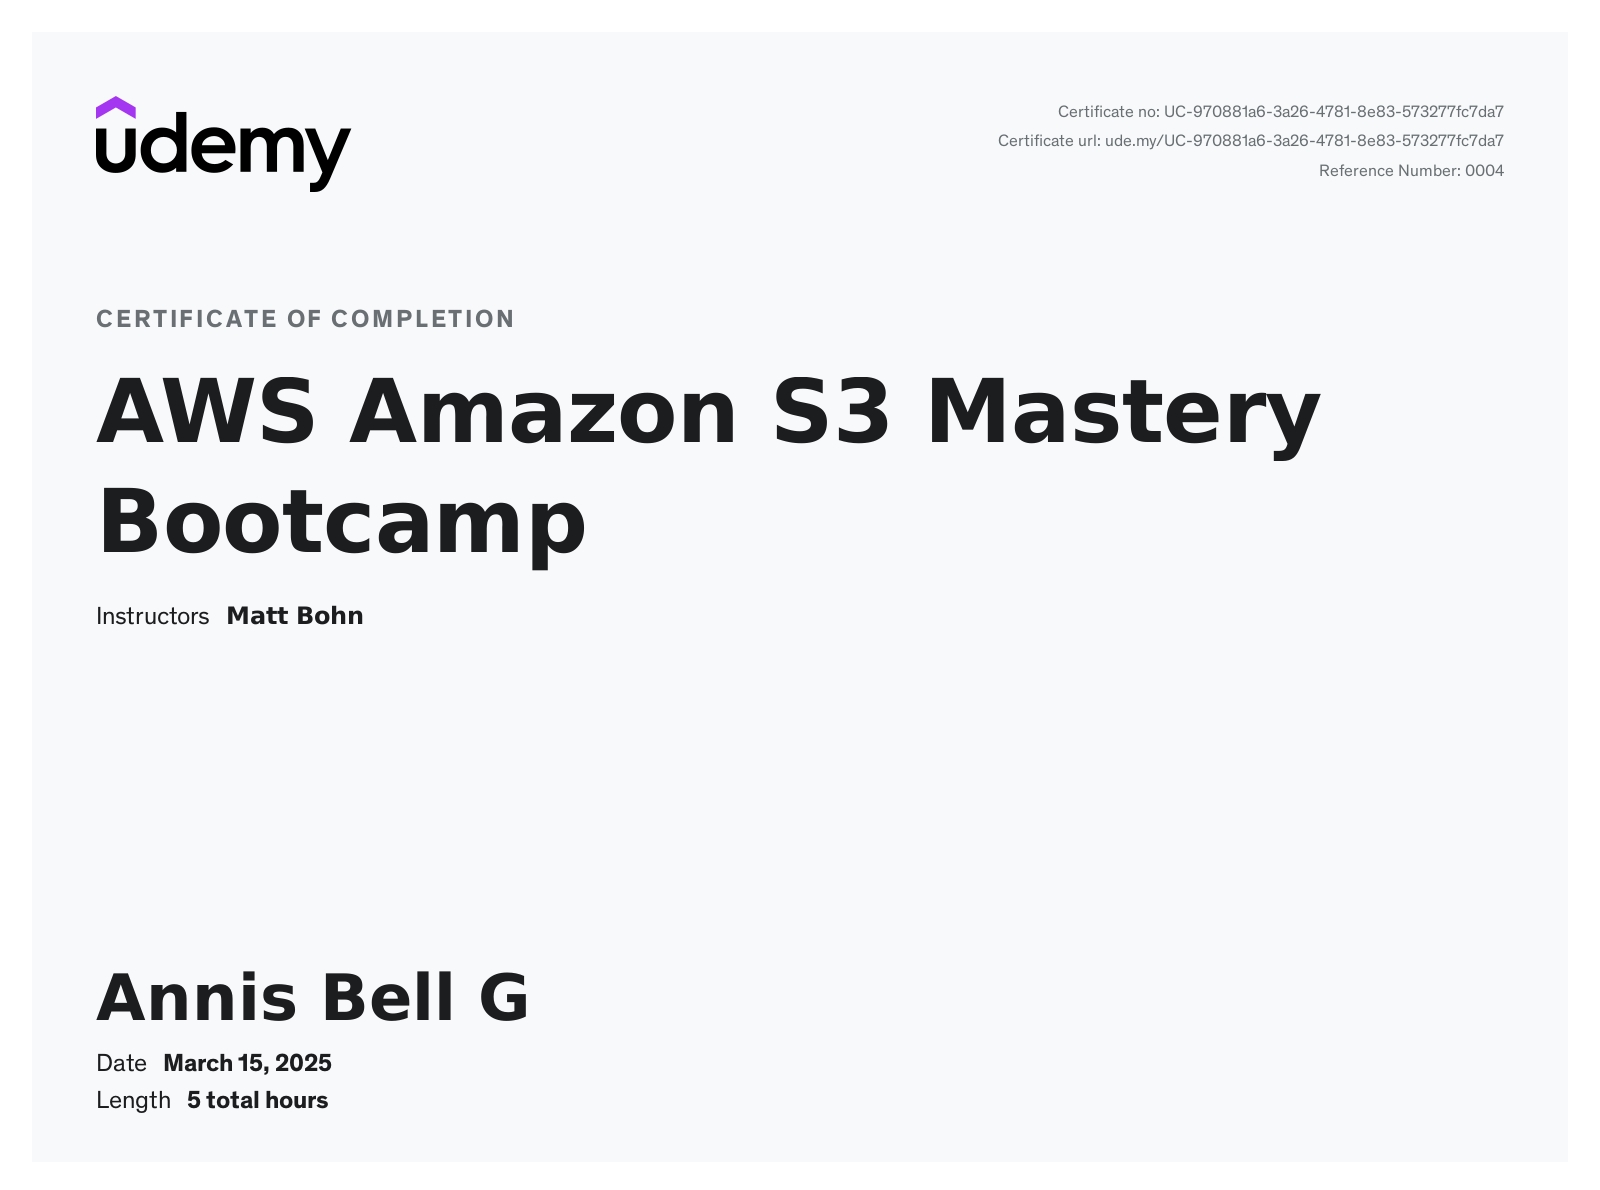 udemy
Certificate no: UC-970881a6-3a26-4781-8e83-573277fc7da7
Certificate url: ude.my/UC-970881a6-3a26-4781-8e83-573277fc7da7
Reference Number: 0004
CERTIFICATE OF COMPLETION
AWS Amazon S3 Mastery
Bootcamp
Instructors Matt Bohn
Annis Bell G
Date March 15, 2025
Length 5 total hours